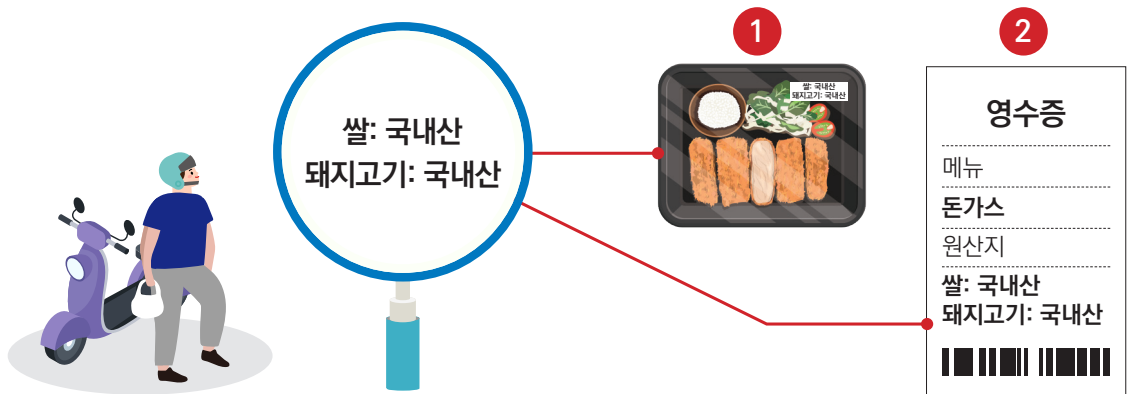 쌀: 국내산
돼지고기: 국내산
1
쌀: 국내산
돼지고기: 국내산
2
영수증
메뉴
돈가스
원산지
쌀: 국내산
돼지고기: 국내산